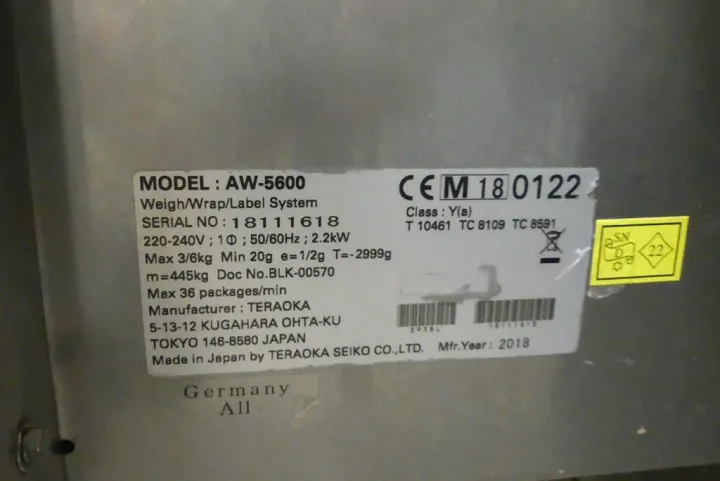 MODEL : AW-5600
Weigh/Wrap/Label System
SERIAL NO : 18111618
220-240V ; 1Φ ; 50/60Hz ; 2.2kW
Max 3/6kg Min 20g e=1/2g T=-2999g
m=445kg Doc No.BLK-00570
Max 36 packages/min
Manufacturer : TERAOKA
5-13-12 KUGAHARA OHTA-KU
TOKYO 146-8580 JAPAN
Made in Japan by TERAOKA SEIKO CO.,LTD. Mfr.Year : 2018
CE M 18 0122
Class : Y(a)
T 10461 TC 8109 TC 8591
18111618
S.N
D
22
Germany
All